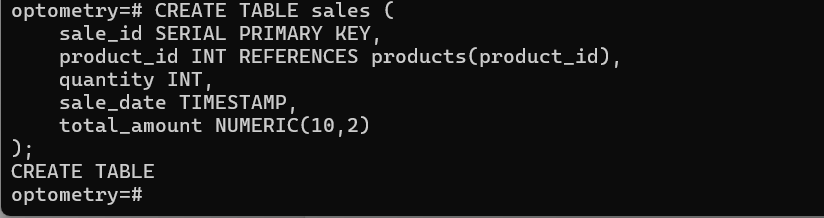 optometry=# CREATE TABLE sales (
    sale_id SERIAL PRIMARY KEY,
    product_id INT REFERENCES products(product_id),
    quantity INT,
    sale_date TIMESTAMP,
    total_amount NUMERIC(10,2)
);
CREATE TABLE
optometry=#